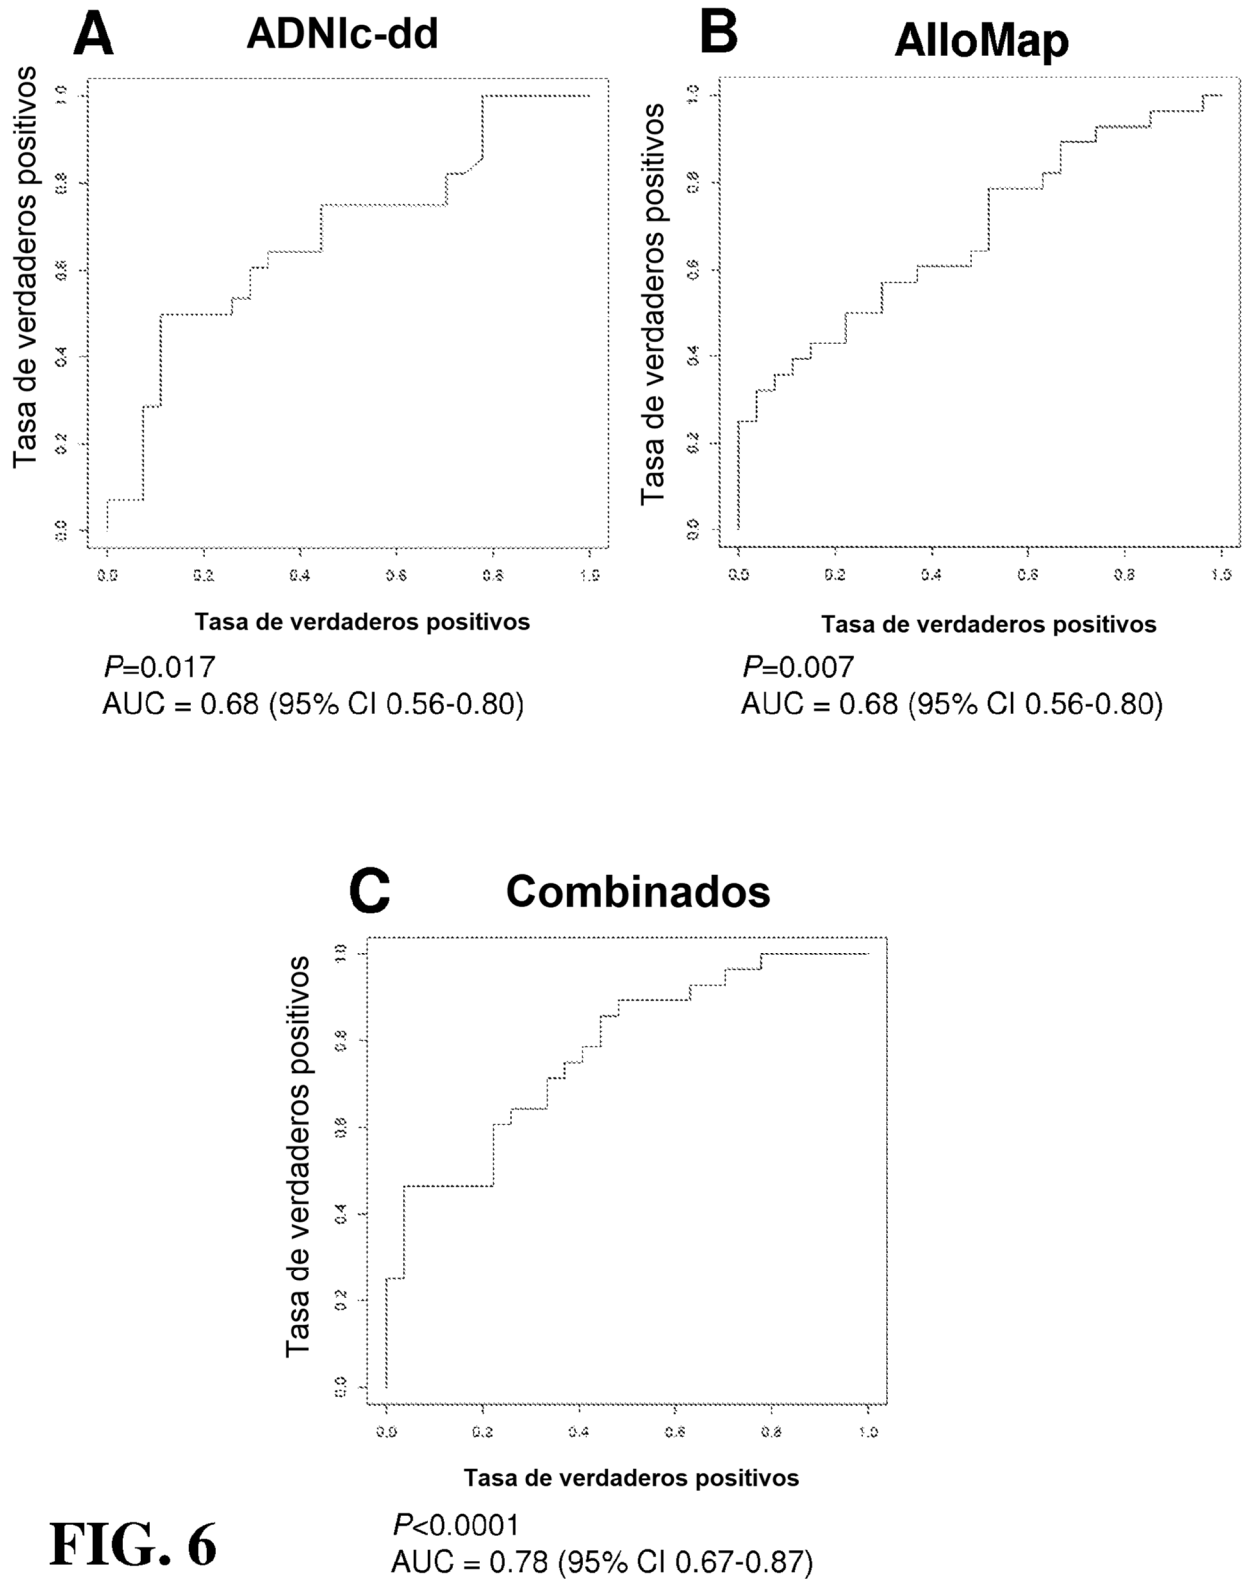 A ADNlc-dd
Tasa de verdaderos positivos
1.0
0.8
0.6
0.4
0.2
0.0
0.0 0.2 0.4 0.6 0.8 1.0
Tasa de verdaderos positivos
P=0.017
AUC = 0.68 (95% CI 0.56-0.80)
B AlloMap
Tasa de verdaderos positivos
1.0
0.8
0.6
0.4
0.2
0.0
0.0 0.2 0.4 0.6 0.8 1.0
Tasa de verdaderos positivos
P=0.007
AUC = 0.68 (95% CI 0.56-0.80)
C Combinados
Tasa de verdaderos positivos
1.0
0.8
0.6
0.4
0.2
0.0
0.0 0.2 0.4 0.6 0.8 1.0
Tasa de verdaderos positivos
P<0.0001
AUC = 0.78 (95% CI 0.67-0.87)
FIG. 6